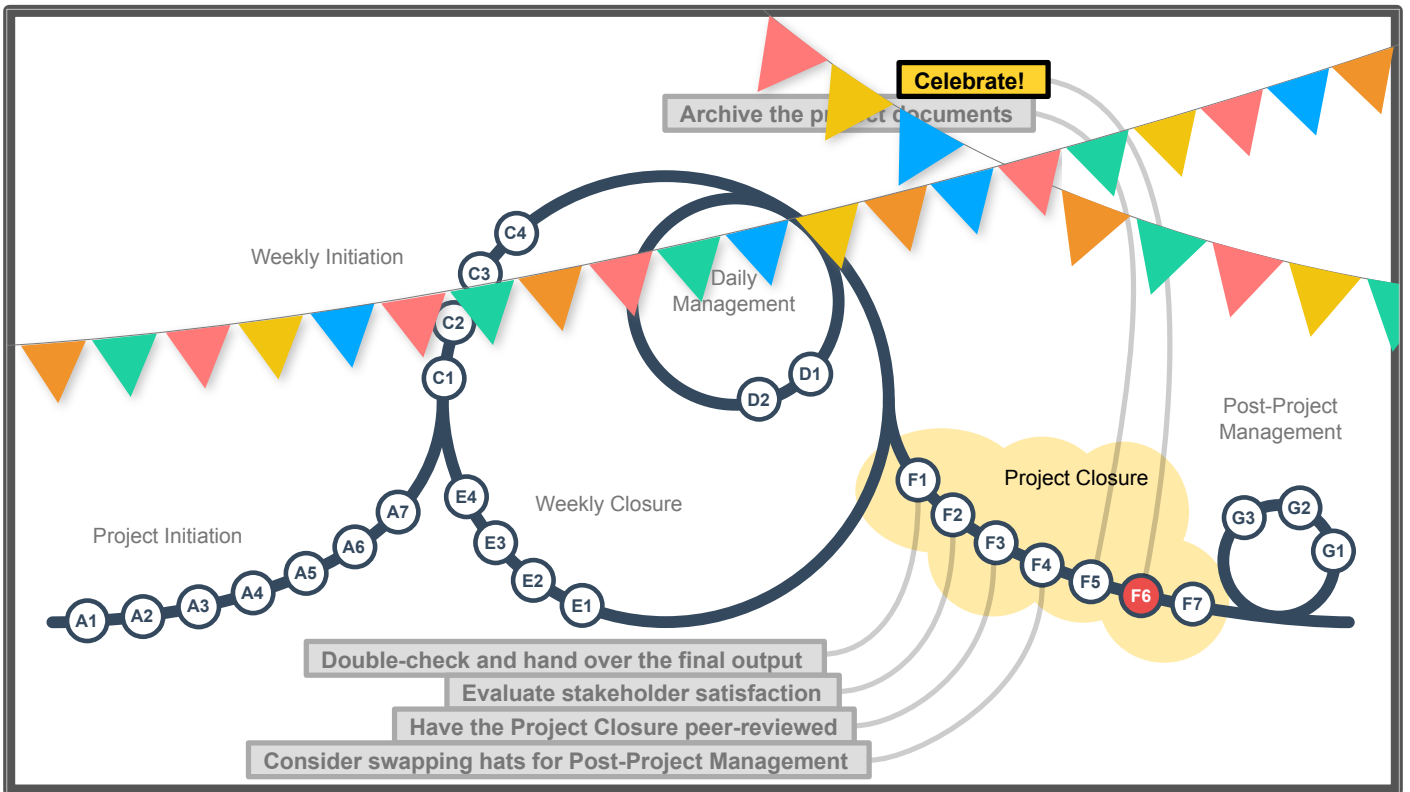 Celebrate!
Archive the project documents
Weekly Initiation
C4
C3
Daily
Management
C2
C1
D1
D2
Post-Project
Management
Project Closure
F1
Weekly Closure
E4
A7
F2
G3
G2
Project Initiation
A6
E3
F3
G1
A5
E2
F4
A4
F5
A3
E1
F6
F7
A2
A1
Double-check and hand over the final output
Evaluate stakeholder satisfaction
Have the Project Closure peer-reviewed
Consider swapping hats for Post-Project Management